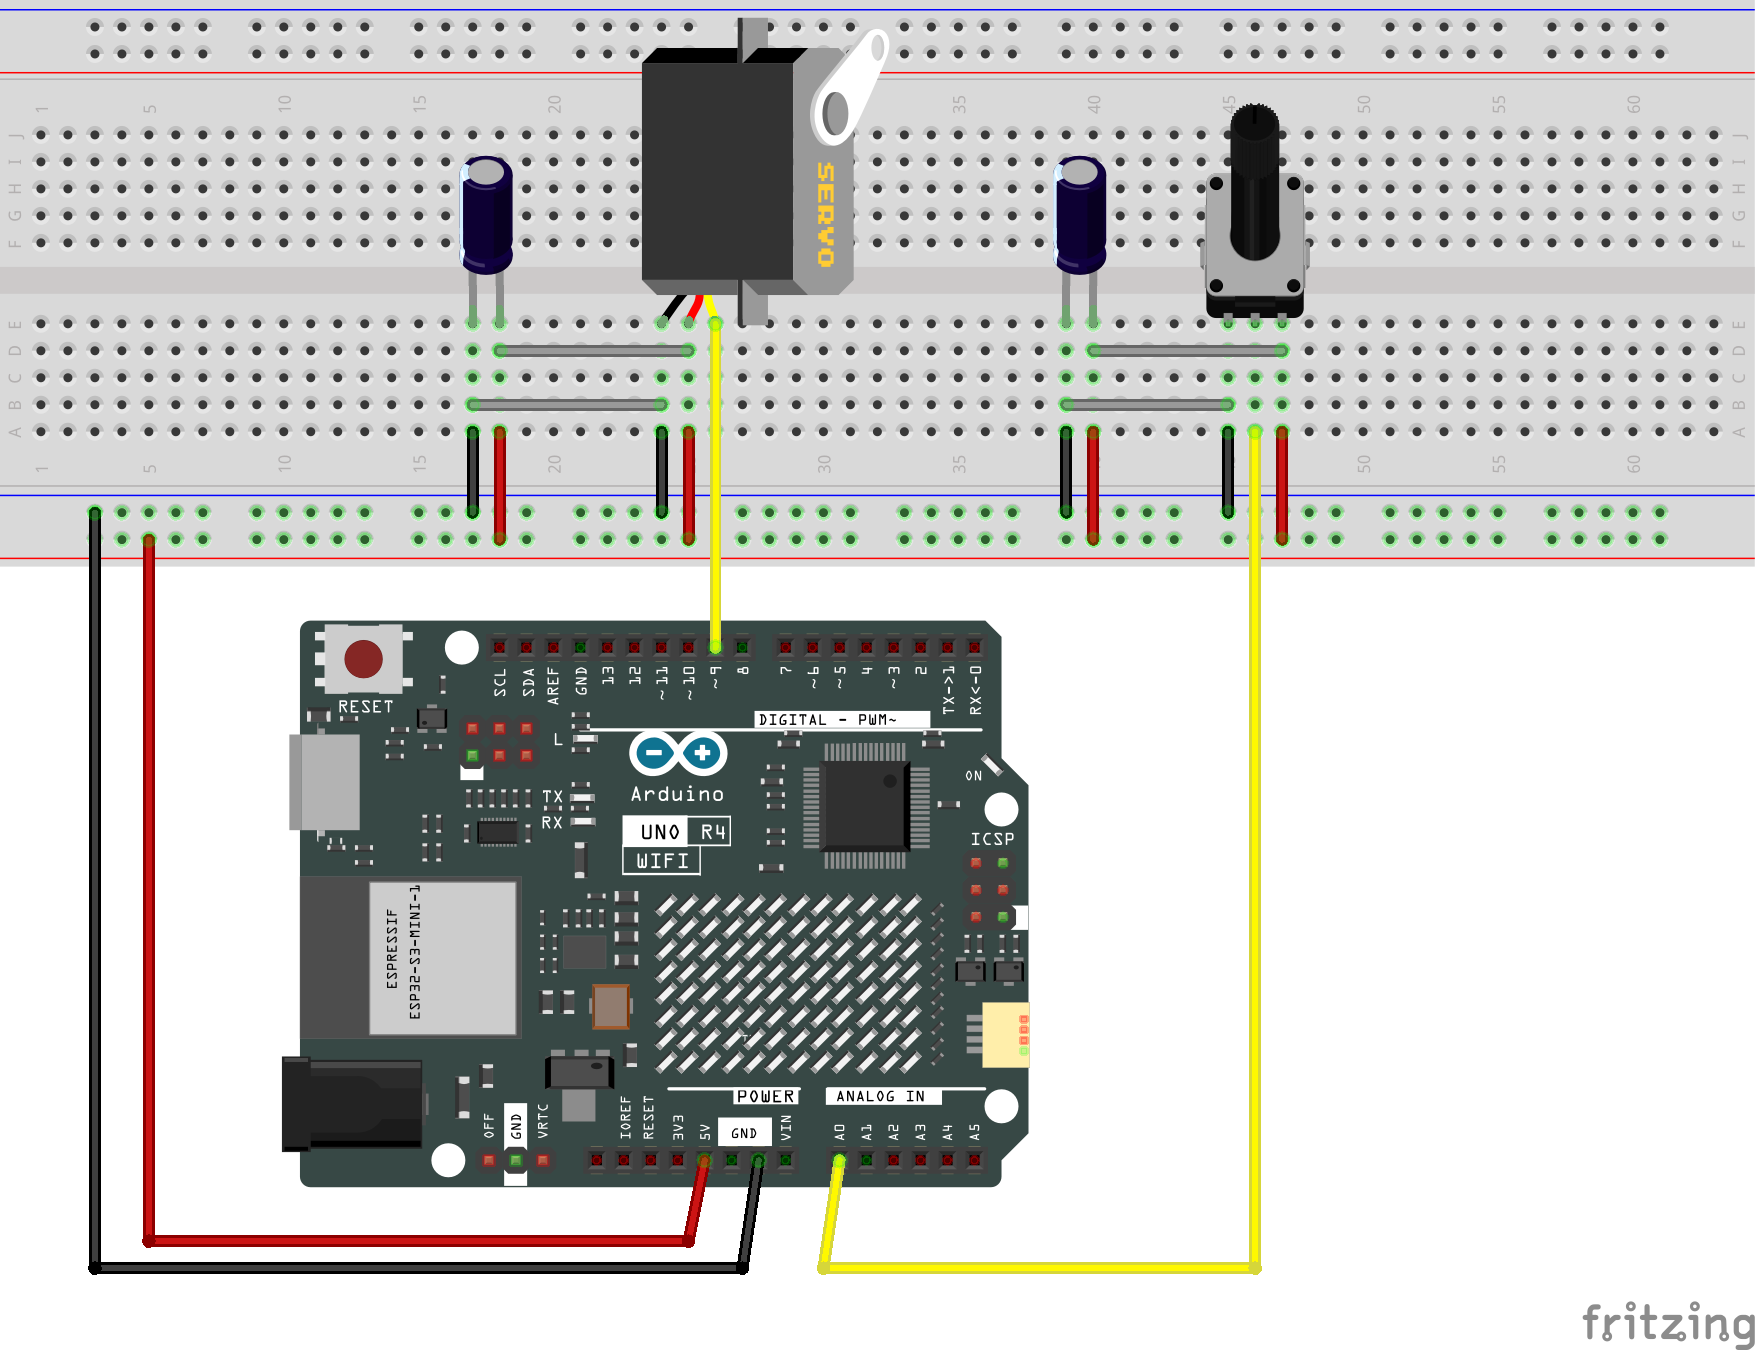 1 5 10 15 20 35 40 45 50 55 60
J J
I I
H H
G G
F F
SERVO
E E
D D
C C
B B
A A
1 5 10 15 20 30 35 50 55 60
RESET
SCL SDA AREF GND 13 12 ~11 ~10 ~9 8 7 ~6 ~5 4 ~3 2 TX->1 RX<-0
DIGITAL - PWM~
L
ON
Arduino
TX
RX
UNO R4
WIFI
ICSP
ESPRESSIF
ESP32-S3-MINI-1
POWER
ANALOG IN
OFF GND VRTC IOREF RESET 3V3 5V GND VIN A0 A1 A2 A3 A4 A5
fritzing